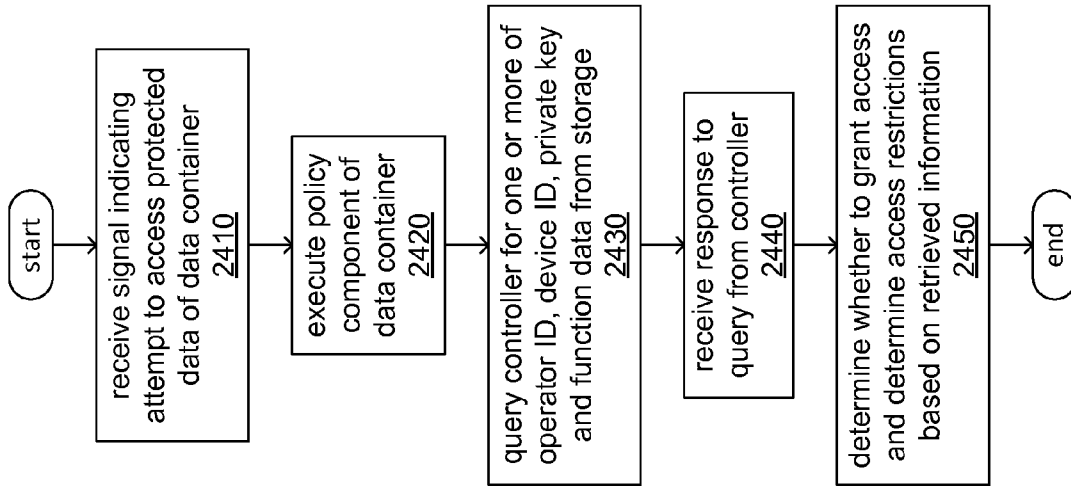 start
receive signal indicating
attempt to access protected
data of data container
2410
execute policy
component of
data container
2420
query controller for one or more of
operator ID, device ID, private key
and function data from storage
2430
receive response to
query from controller
2440
determine whether to grant access
and determine access restrictions
based on retrieved information
2450
end